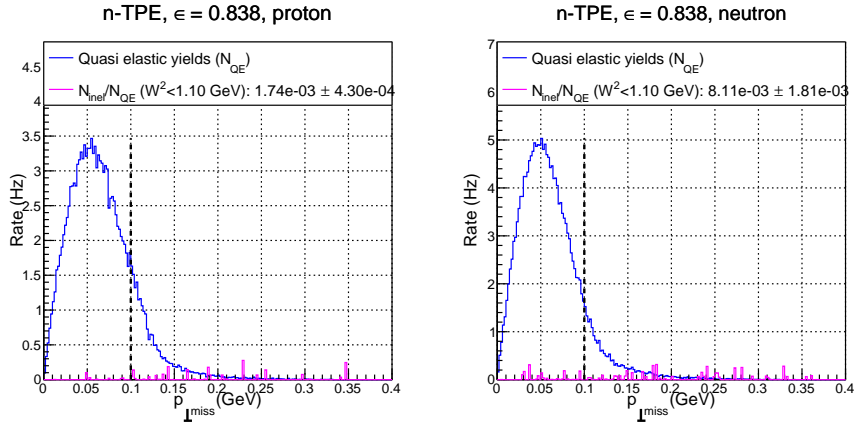 n-TPE, ϵ = 0.838, proton
Quasi elastic yields (N_QE)
N_inel/N_QE (W²<1.10 GeV): 1.74e-03 ± 4.30e-04
Rate (Hz)
4.5
4
3.5
3
2.5
2
1.5
1
0.5
0
0 0.05 0.1 0.15 0.2 0.25 0.3 0.35 0.4
p_⊥^miss (GeV)
n-TPE, ϵ = 0.838, neutron
Quasi elastic yields (N_QE)
N_inel/N_QE (W²<1.10 GeV): 8.11e-03 ± 1.81e-03
Rate (Hz)
7
6
5
4
3
2
1
0
0 0.05 0.1 0.15 0.2 0.25 0.3 0.35 0.4
p_⊥^miss (GeV)